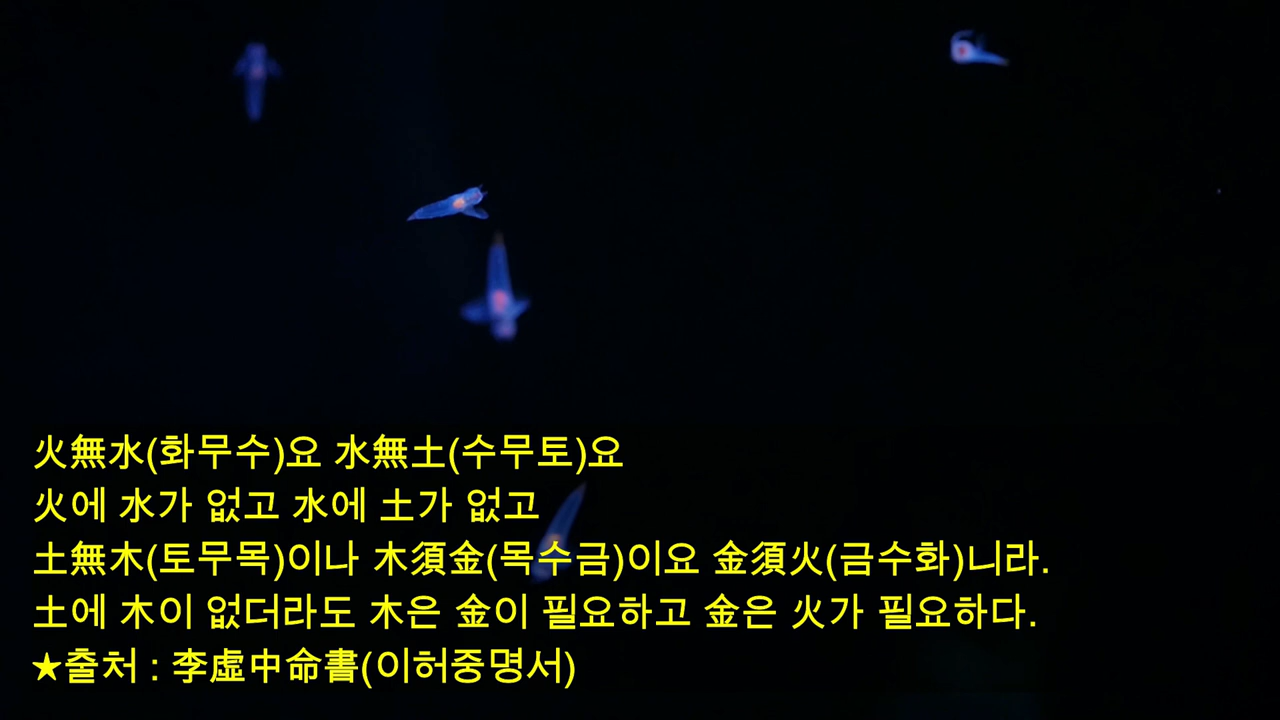 火無水(화무수)요 水無土(수무토)요
火에 水가 없고 水에 土가 없고
土無木(토무목)이나 木須金(목수금)이요 金須火(금수화)니라.
土에 木이 없더라도 木은 金이 필요하고 金은 火가 필요하다.
★출처 : 李虛中命書(이허중명서)